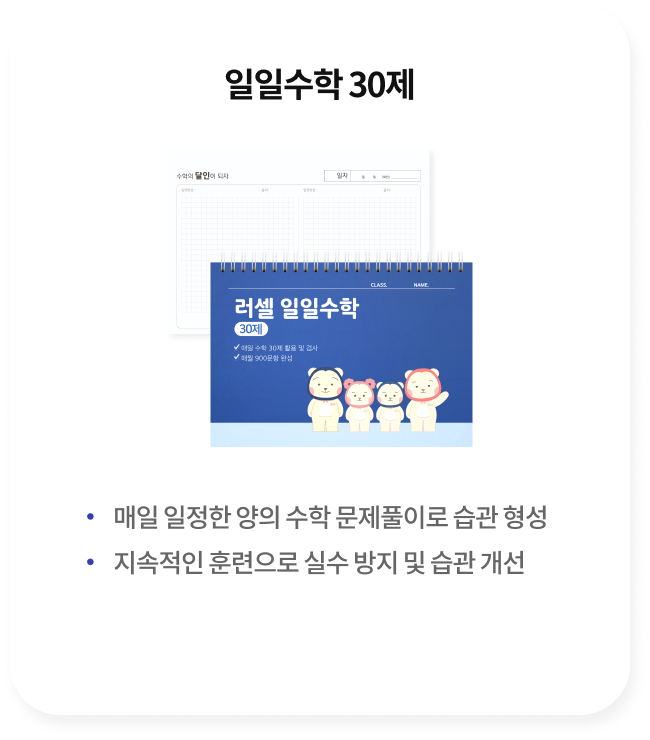 일일수학 30제
수학의 달인이 되자
일자
CLASS. NAME.
러셀 일일수학
30제
매일 수학 30제 활용 및 검사
매월 900문항 완성
• 매일 일정한 양의 수학 문제풀이로 습관 형성
• 지속적인 훈련으로 실수 방지 및 습관 개선